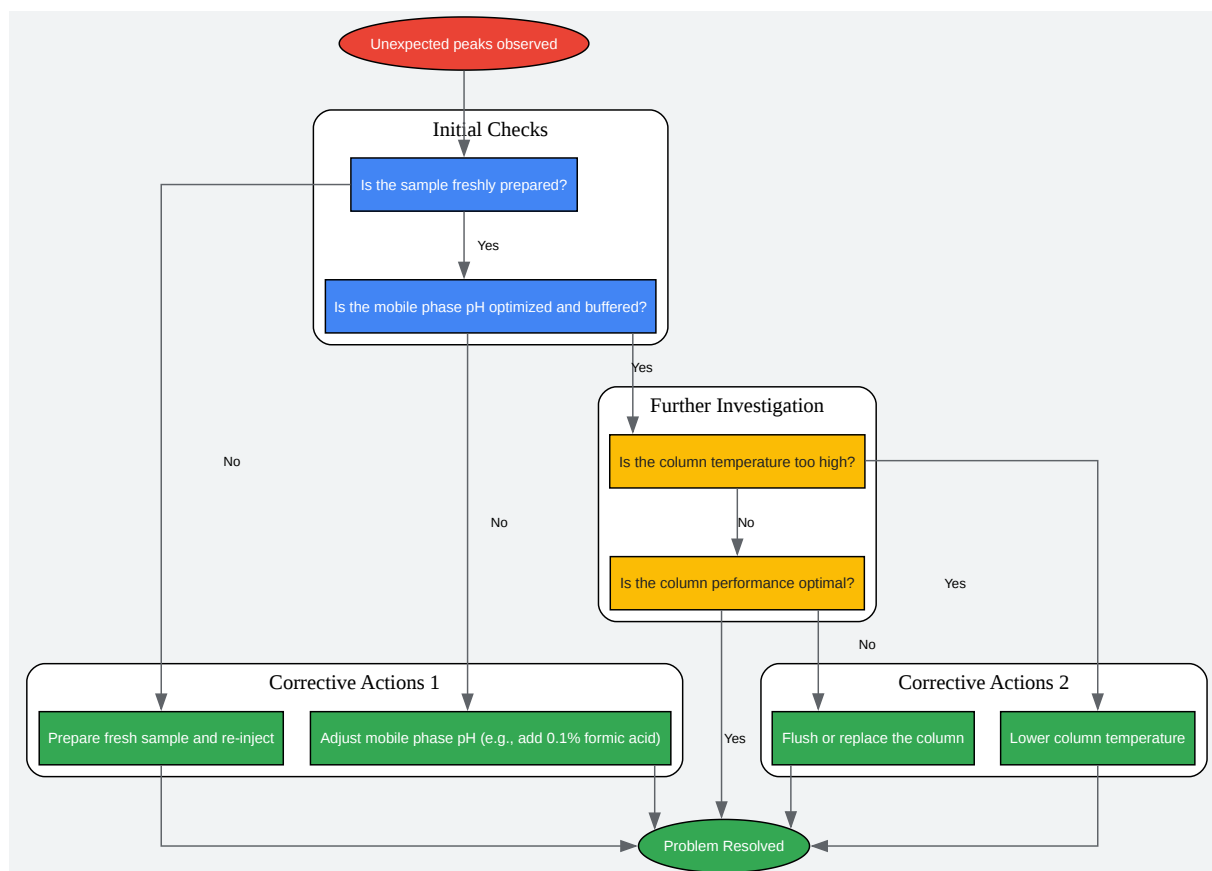 Unexpected peaks observed
Initial Checks
Is the sample freshly prepared?
Yes
Is the mobile phase pH optimized and buffered?
Yes
Further Investigation
Is the column temperature too high?
No
No
No
Is the column performance optimal?
Yes
No
Corrective Actions 1
Corrective Actions 2
Prepare fresh sample and re-inject
Adjust mobile phase pH (e.g., add 0.1% formic acid)
Yes
Flush or replace the column
Lower column temperature
Problem Resolved